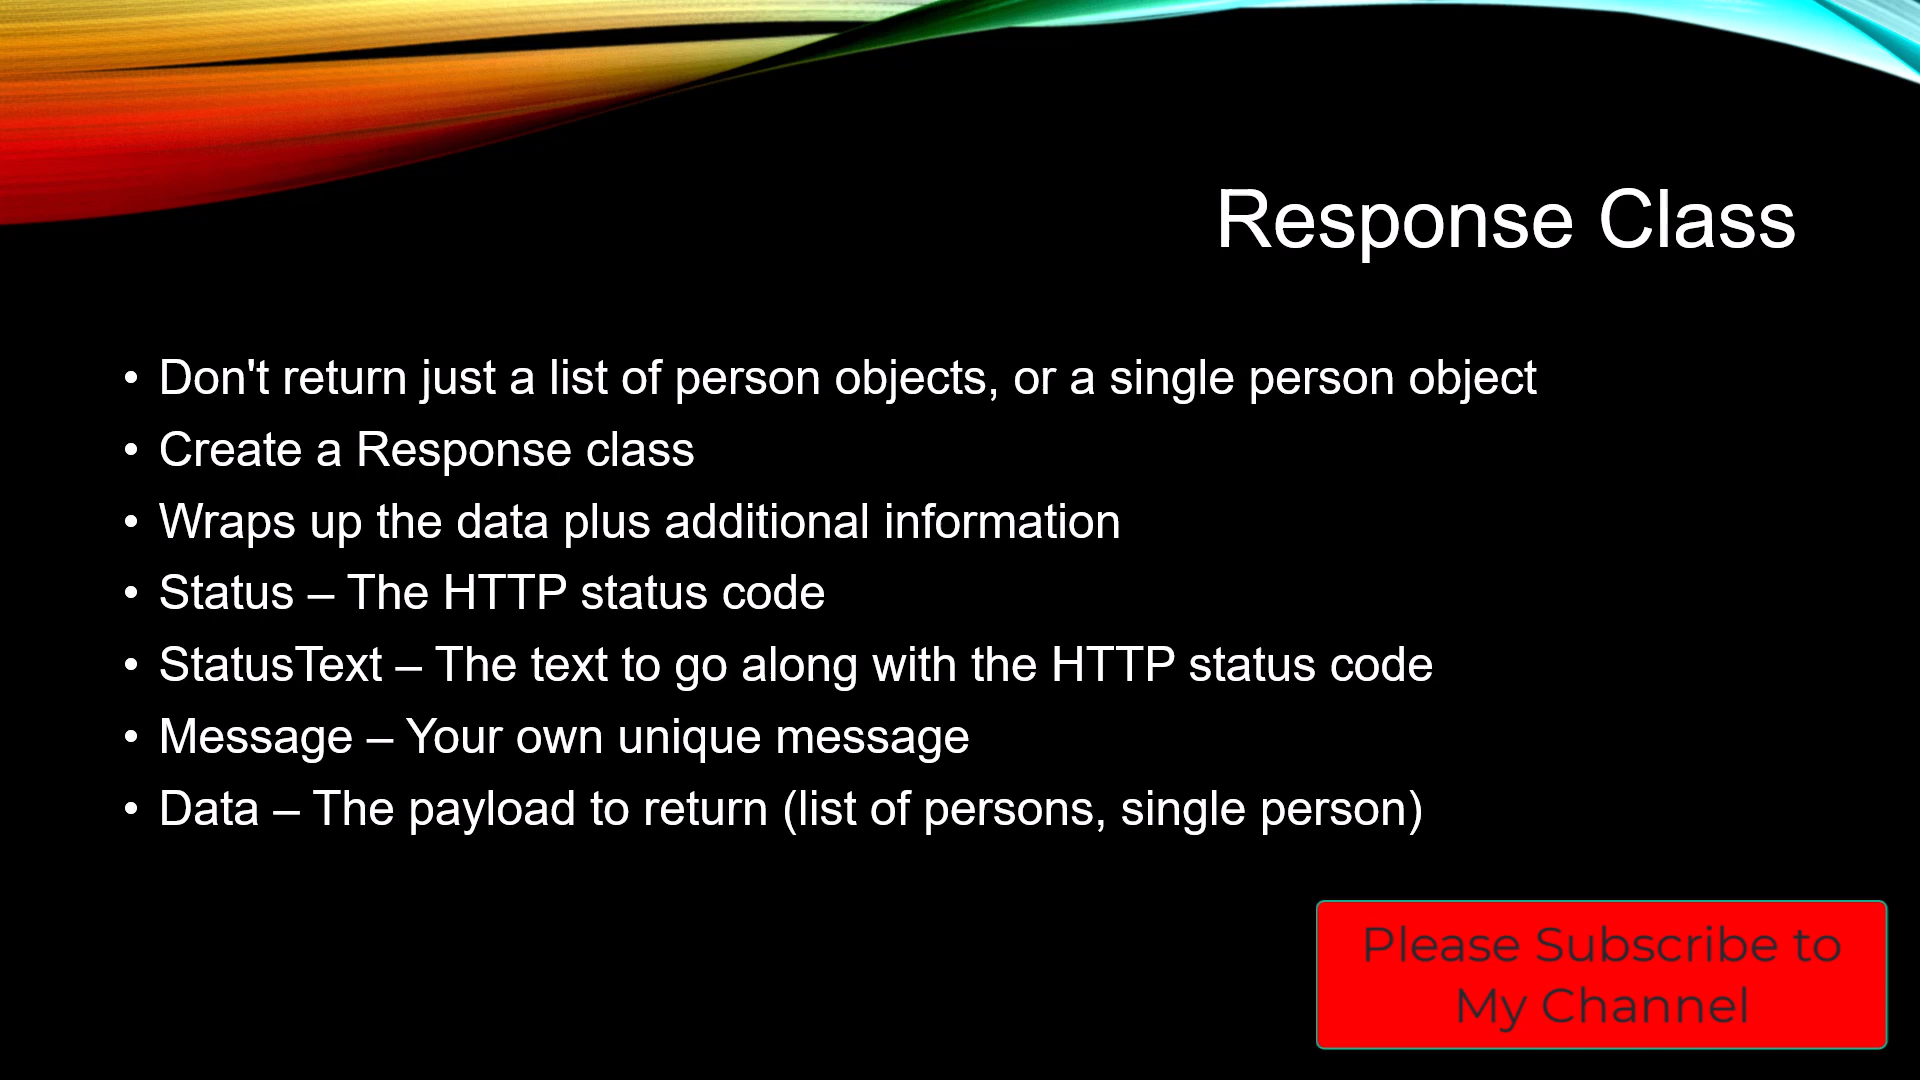 Response Class
• Don't return just a list of person objects, or a single person object
• Create a Response class
• Wraps up the data plus additional information
• Status – The HTTP status code
• StatusText – The text to go along with the HTTP status code
• Message – Your own unique message
• Data – The payload to return (list of persons, single person)
Please Subscribe to
My Channel